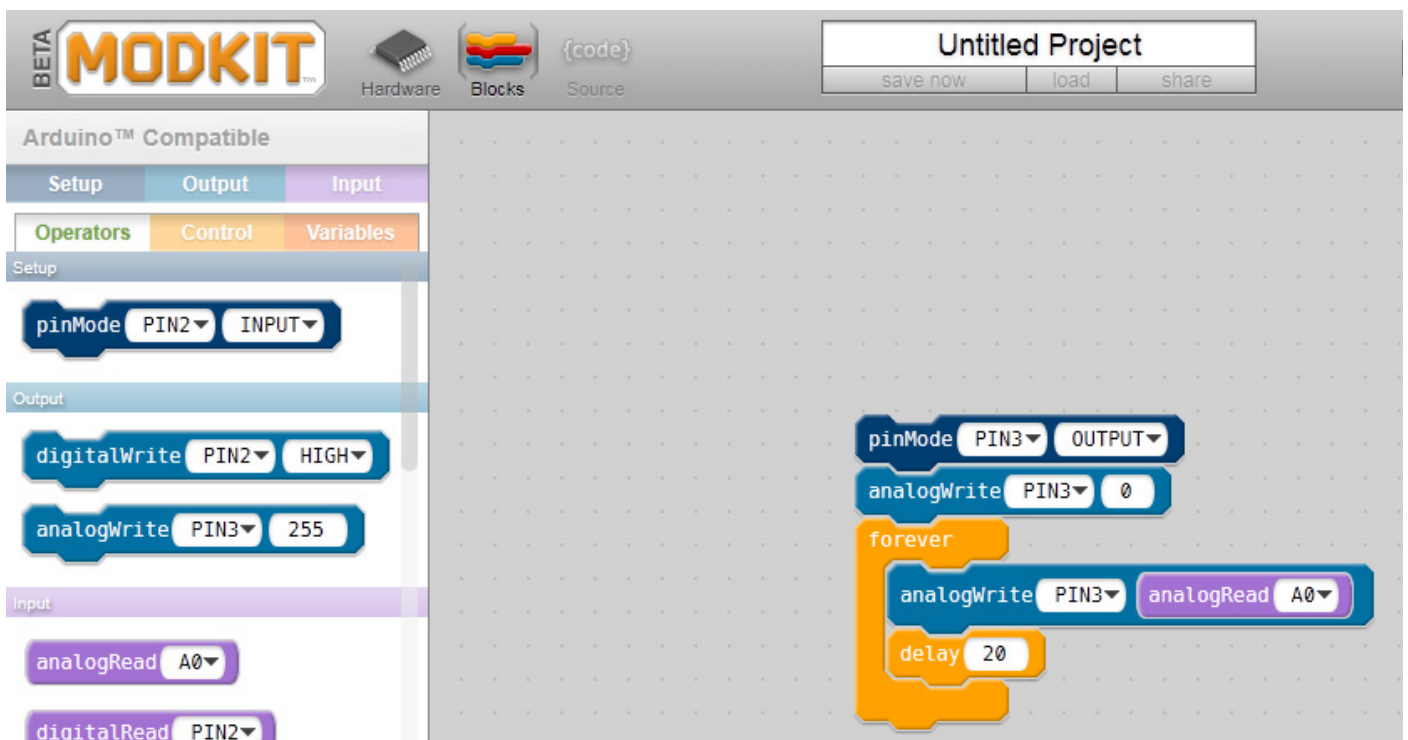 BETA MODKIT TM
Hardware Blocks {code} Source
Untitled Project
save now load share
Arduino™ Compatible
Setup Output Input
Operators Control Variables
Setup
pinMode PIN2 INPUT
Output
digitalWrite PIN2 HIGH
analogWrite PIN3 255
Input
analogRead A0
digitalRead PIN2
pinMode PIN3 OUTPUT
analogWrite PIN3 0
forever
analogWrite PIN3 analogRead A0
delay 20